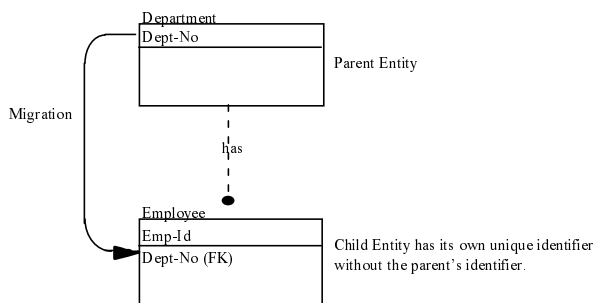 Department
Dept-No
Parent Entity
Migration
has
Employee
Emp-Id
Dept-No (FK)
Child Entity has its own unique identifier
without the parent's identifier.